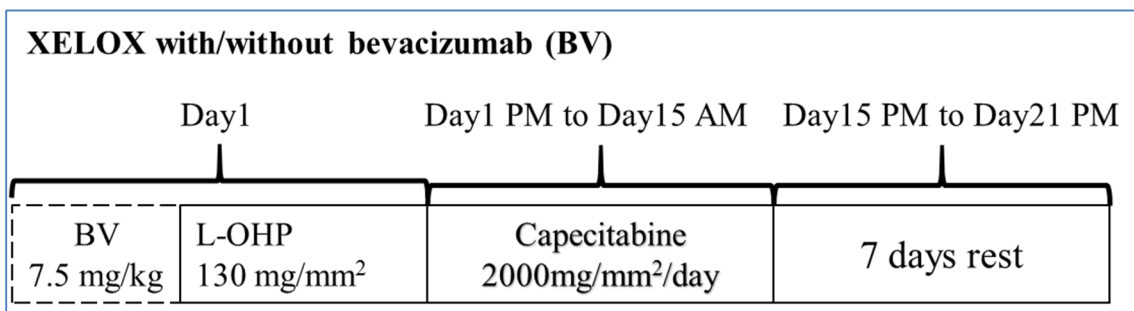 XELOX with/without bevacizumab (BV)
Day1
Day1 PM to Day15 AM
Day15 PM to Day21 PM
BV
7.5 mg/kg
L-OHP
130 mg/mm²
Capecitabine
2000mg/mm²/day
7 days rest